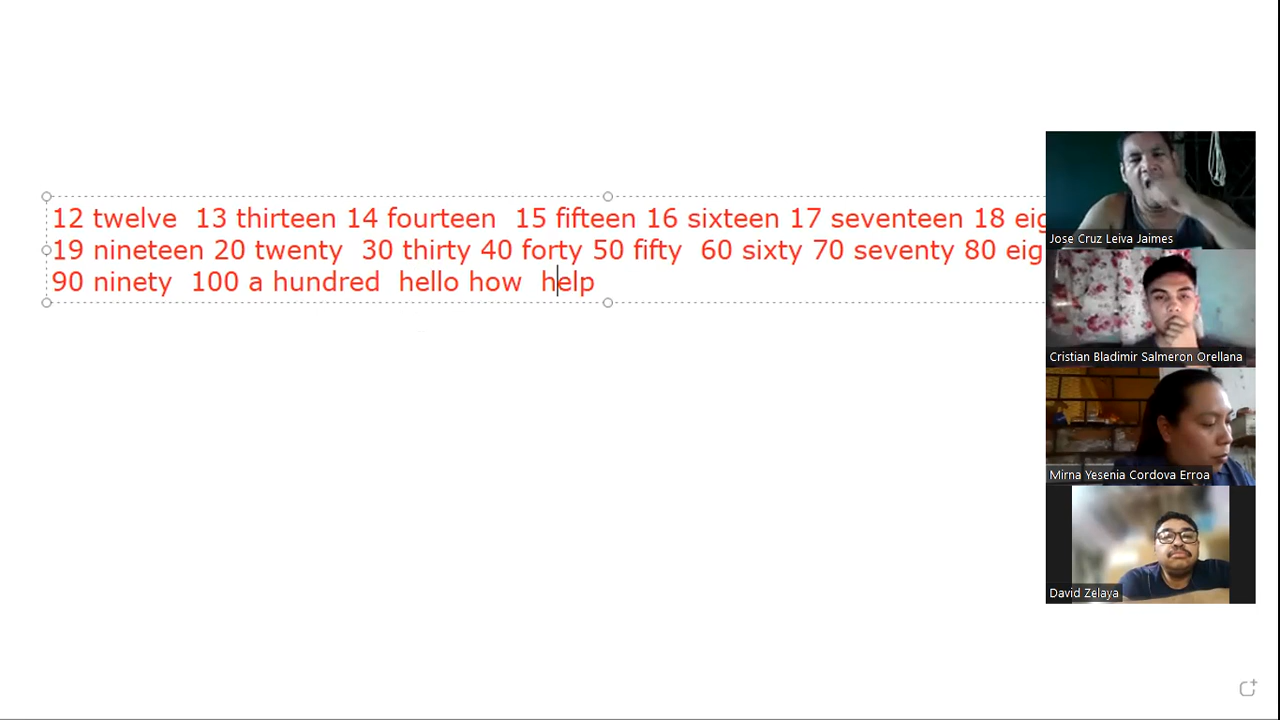 12 twelve  13 thirteen 14 fourteen  15 fifteen 16 sixteen 17 seventeen 18
19 nineteen 20 twenty  30 thirty 40 forty 50 fifty  60 sixty 70 seventy 80
90 ninety  100 a hundred  hello how  help
Jose Cruz Leiva Jaimes
Cristian Bladimir Salmeron Orellana
Mirna Yesenia Cordova Erroa
David Zelaya